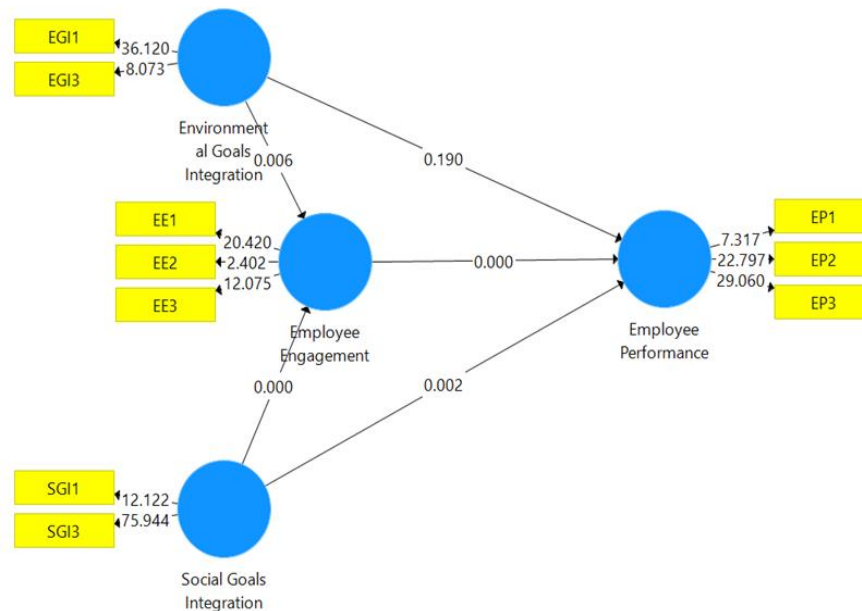 EGI1
36.120
EGI3
8.073
Environment
al Goals
Integration
0.006
0.190
EE1
20.420
EE2
2.402
EE3
12.075
Employee
Engagement
0.000
EP1
7.317
EP2
22.797
EP3
29.060
Employee
Performance
0.000
0.002
SGI1
12.122
SGI3
75.944
Social Goals
Integration